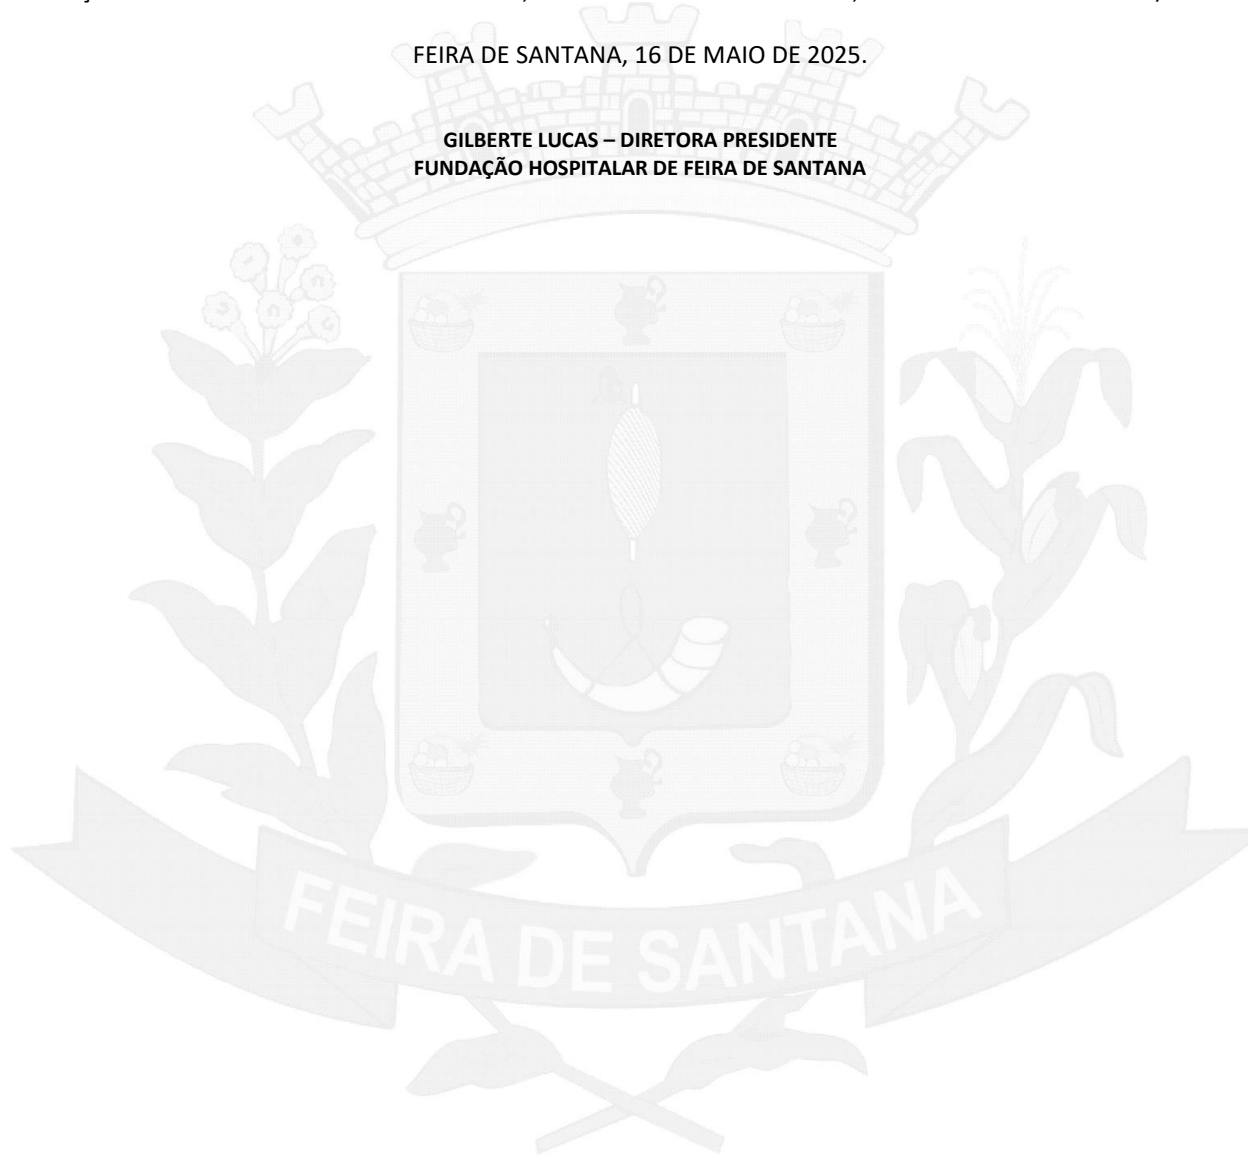 FEIRA DE SANTANA, 16 DE MAIO DE 2025.
GILBERTE LUCAS – DIRETORA PRESIDENTE
FUNDAÇÃO HOSPITALAR DE FEIRA DE SANTANA
FEIRA DE SANTANA